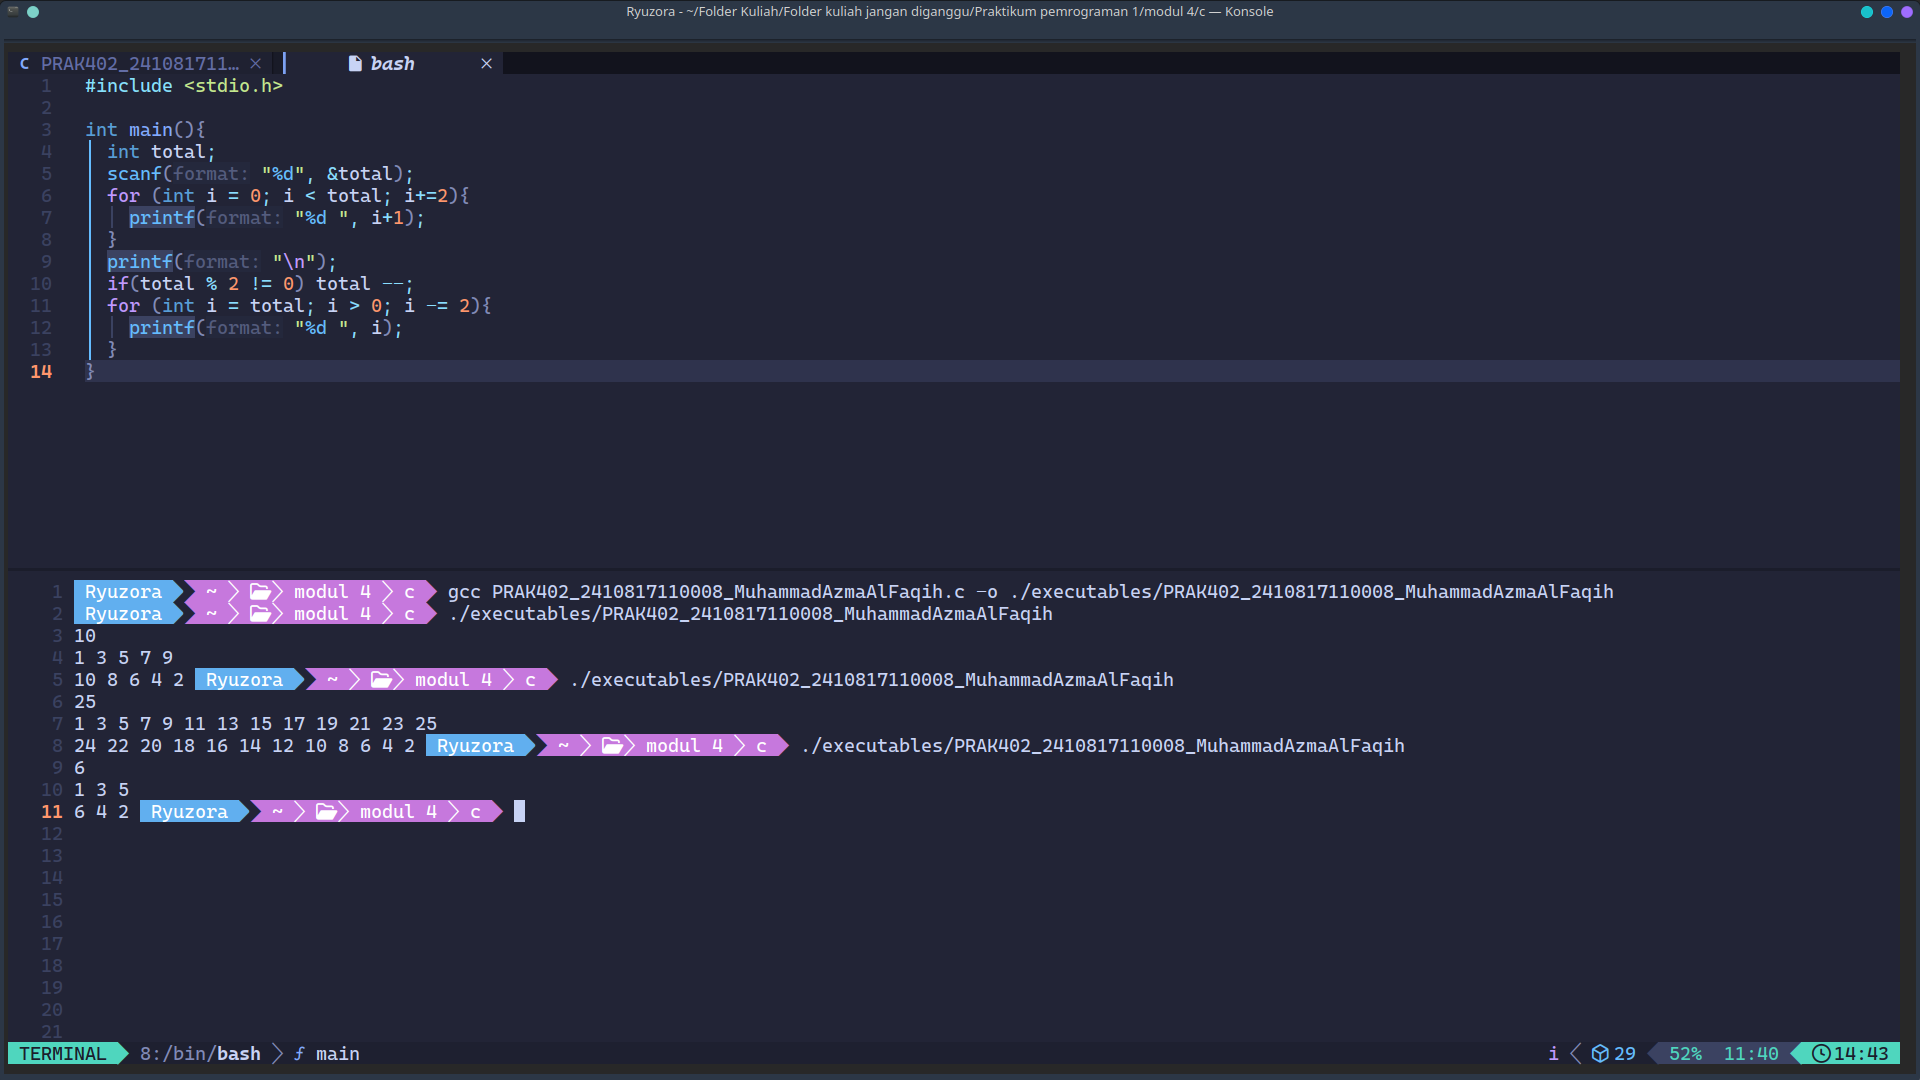 Ryuzora - ~/Folder Kuliah/Folder kuliah jangan diganggu/Praktikum pemrograman 1/modul 4/c — Konsole
C PRAK402_241081711… × bash ×
1 #include <stdio.h>
2
3 int main(){
4 int total;
5 scanf(format: "%d", &total);
6 for (int i = 0; i < total; i+=2){
7 printf(format: "%d ", i+1);
8 }
9 printf(format: "\n");
10 if(total % 2 != 0) total --;
11 for (int i = total; i > 0; i -= 2){
12 printf(format: "%d ", i);
13 }
14 }
1 Ryuzora ~ modul 4 c gcc PRAK402_2410817110008_MuhammadAzmaAlFaqih.c -o ./executables/PRAK402_2410817110008_MuhammadAzmaAlFaqih
2 Ryuzora ~ modul 4 c ./executables/PRAK402_2410817110008_MuhammadAzmaAlFaqih
3 10
4 1 3 5 7 9
5 10 8 6 4 2 Ryuzora ~ modul 4 c ./executables/PRAK402_2410817110008_MuhammadAzmaAlFaqih
6 25
7 1 3 5 7 9 11 13 15 17 19 21 23 25
8 24 22 20 18 16 14 12 10 8 6 4 2 Ryuzora ~ modul 4 c ./executables/PRAK402_2410817110008_MuhammadAzmaAlFaqih
9 6
10 1 3 5
11 6 4 2 Ryuzora ~ modul 4 c
12
13
14
15
16
17
18
19
20
21
TERMINAL 8:/bin/bash f main i 29 52% 11:40 14:43